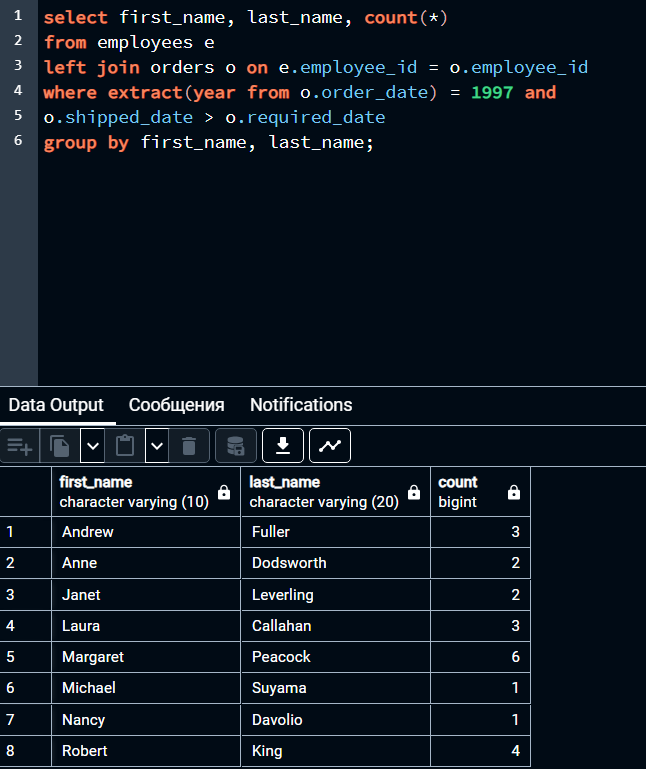 1 select first_name, last_name, count(*)
2 from employees e
3 left join orders o on e.employee_id = o.employee_id
4 where extract(year from o.order_date) = 1997 and
5 o.shipped_date > o.required_date
6 group by first_name, last_name;
Data Output Сообщения Notifications
first_name last_name count
character varying (10) character varying (20) bigint
1 Andrew Fuller 3
2 Anne Dodsworth 2
3 Janet Leverling 2
4 Laura Callahan 3
5 Margaret Peacock 6
6 Michael Suyama 1
7 Nancy Davolio 1
8 Robert King 4